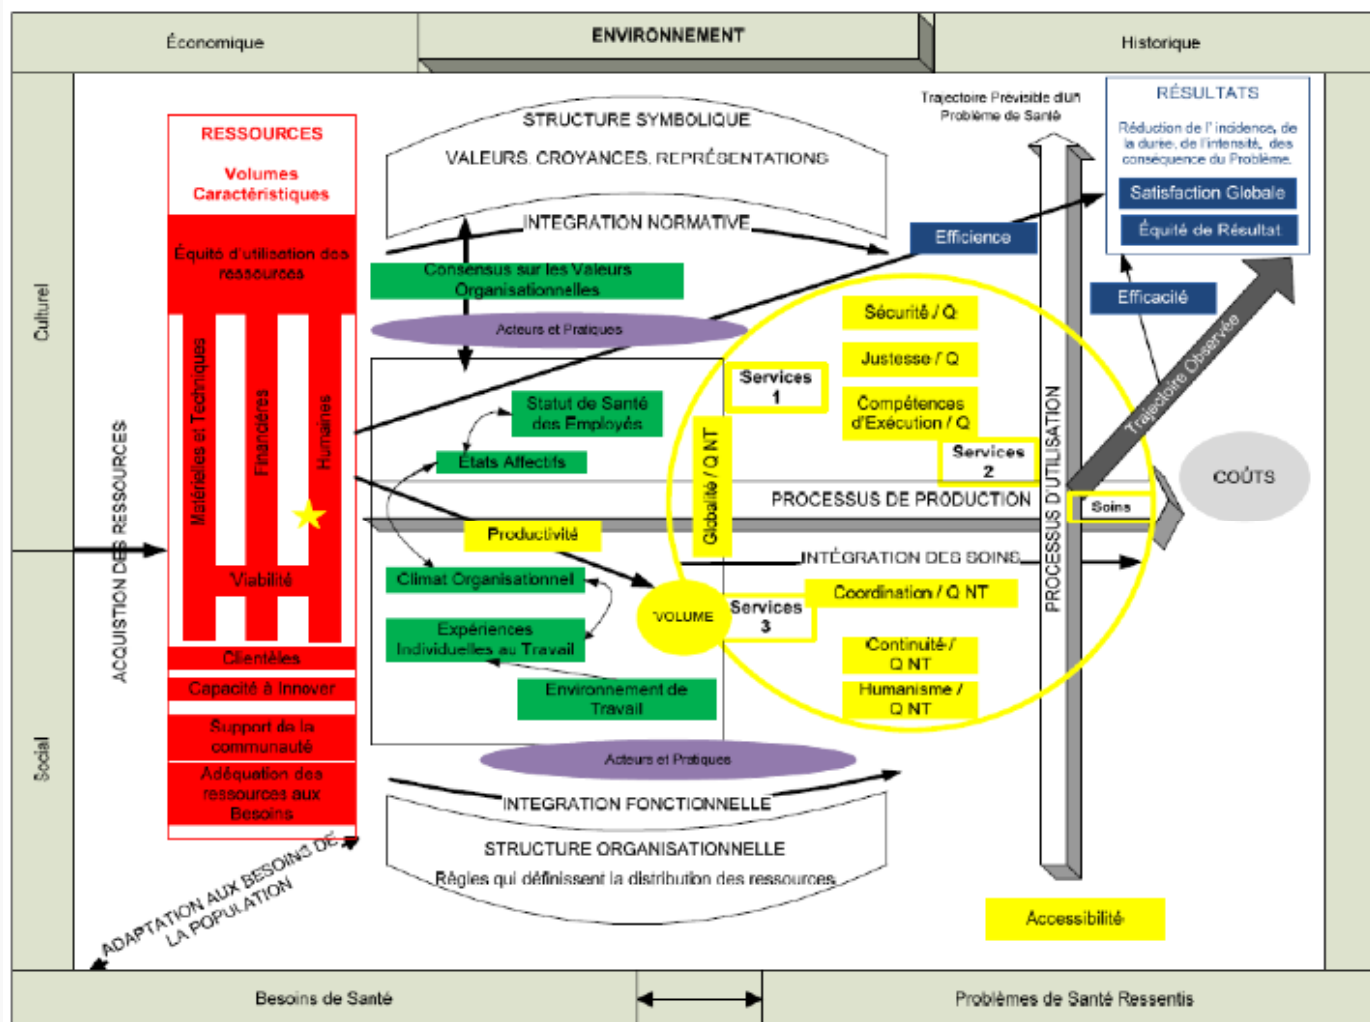 Économique
ENVIRONNEMENT
Historique
Culturel
Social
ACQUISTION DES RESSOURCES
RESSOURCES
Volumes
Caractéristiques
Équité d'utilisation des
ressources
Matérielles et Techniques
Financières
Humaines
Viabilité
Clientèles
Capacité à Innover
Support de la
communauté
Adéquation des
ressources aux
Besoins
ADAPTATION AUX BESOINS DE
LA POPULATION
STRUCTURE SYMBOLIQUE
VALEURS, CROYANCES, REPRÉSENTATIONS
INTEGRATION NORMATIVE
Consensus sur les Valeurs
Organisationnelles
Acteurs et Pratiques
Statut de Santé
des Employés
États Affectifs
Productivité
Climat Organisationnel
Expériences
Individuelles au Travail
Environnement de
Travail
Acteurs et Pratiques
INTEGRATION FONCTIONNELLE
STRUCTURE ORGANISATIONNELLE
Règles qui définissent la distribution des ressources
Efficience
Sécurité / Q
Justesse / Q
Compétences
d'Exécution / Q
Services
1
Services
2
Globalité / Q NT
PROCESSUS DE PRODUCTION
INTÉGRATION DES SOINS
VOLUME
Services
3
Coordination / Q NT
Continuité /
Q NT
Humanisme /
Q NT
Trajectoire Prévisible d'un
Problème de Santé
PROCESSUS D'UTILISATION
Soins
Accessibilité
RÉSULTATS
Réduction de l' incidence, de
la durée, de l'intensité, des
conséquence du Problème.
Satisfaction Globale
Équité de Résultat
Efficacité
Trajectoire Observée
COÛTS
Besoins de Santé
Problèmes de Santé Ressentis